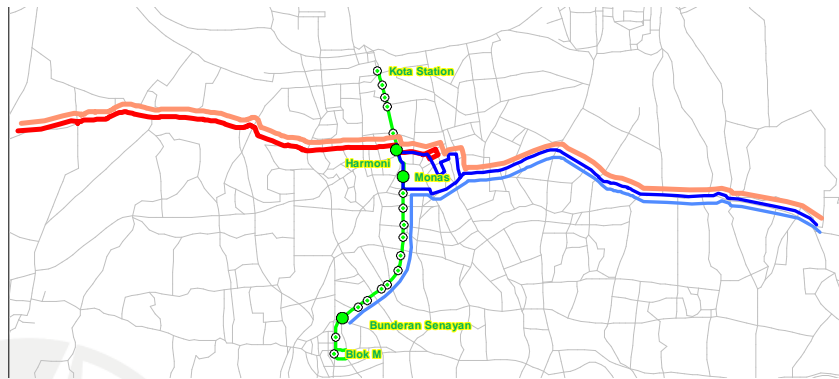 Kota Station
Harmoni
Monas
Bunderan Senayan
Blok M